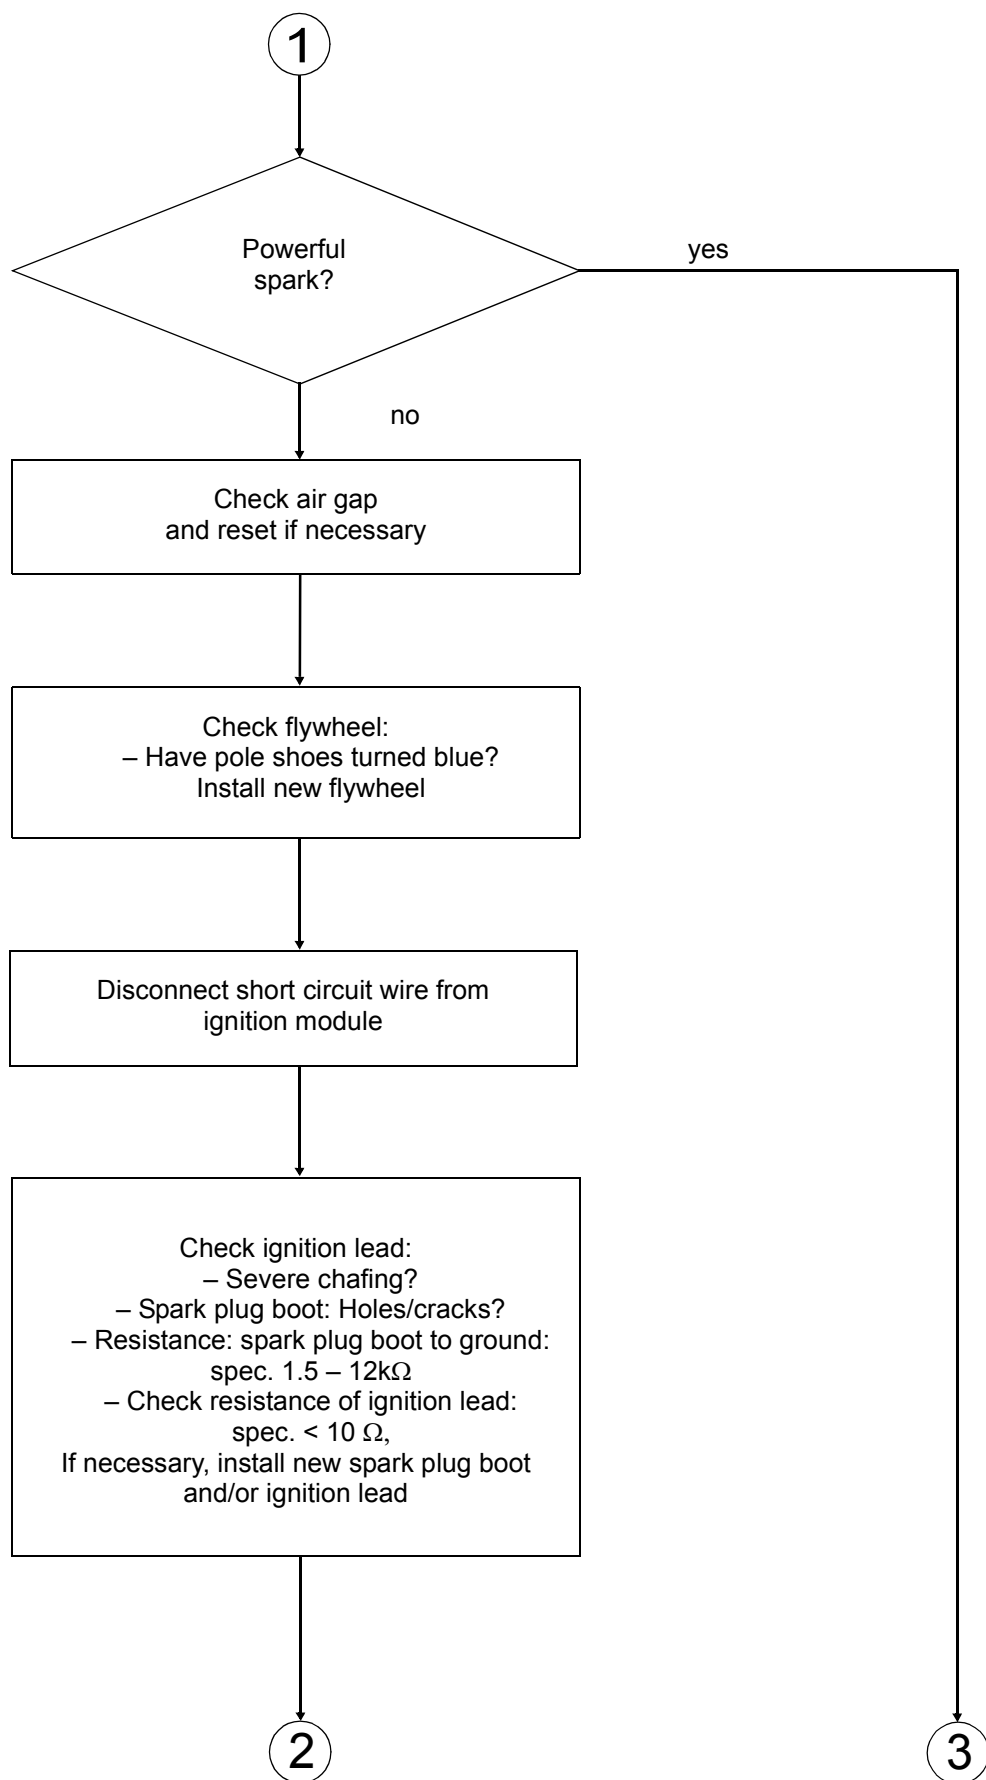 1
Powerful
spark?
yes
no
Check air gap
and reset if necessary
Check flywheel:
– Have pole shoes turned blue?
Install new flywheel
Disconnect short circuit wire from
ignition module
Check ignition lead:
– Severe chafing?
– Spark plug boot: Holes/cracks?
– Resistance: spark plug boot to ground:
spec. 1.5 – 12kΩ
– Check resistance of ignition lead:
spec. < 10 Ω,
If necessary, install new spark plug boot
and/or ignition lead
2
3